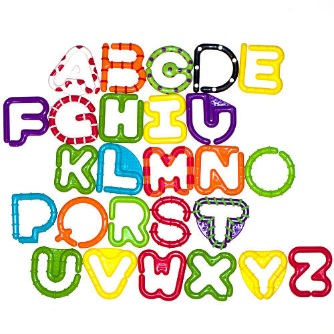 ABCDE
FGHIJ
KLMNO
PQRST
UVWXYZ